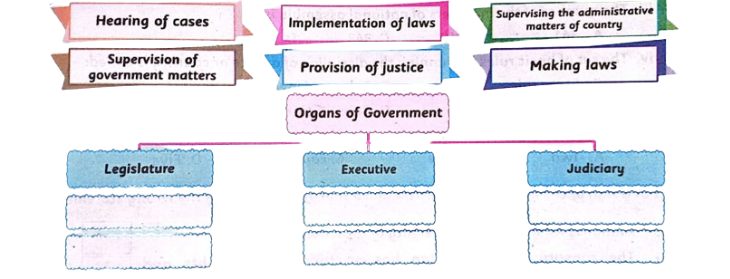 Hearing of cases
Implementation of laws
Supervising the administrative
matters of country
Supervision of
government matters
Provision of justice
Making laws
Organs of Government
Legislature
Executive
Judiciary